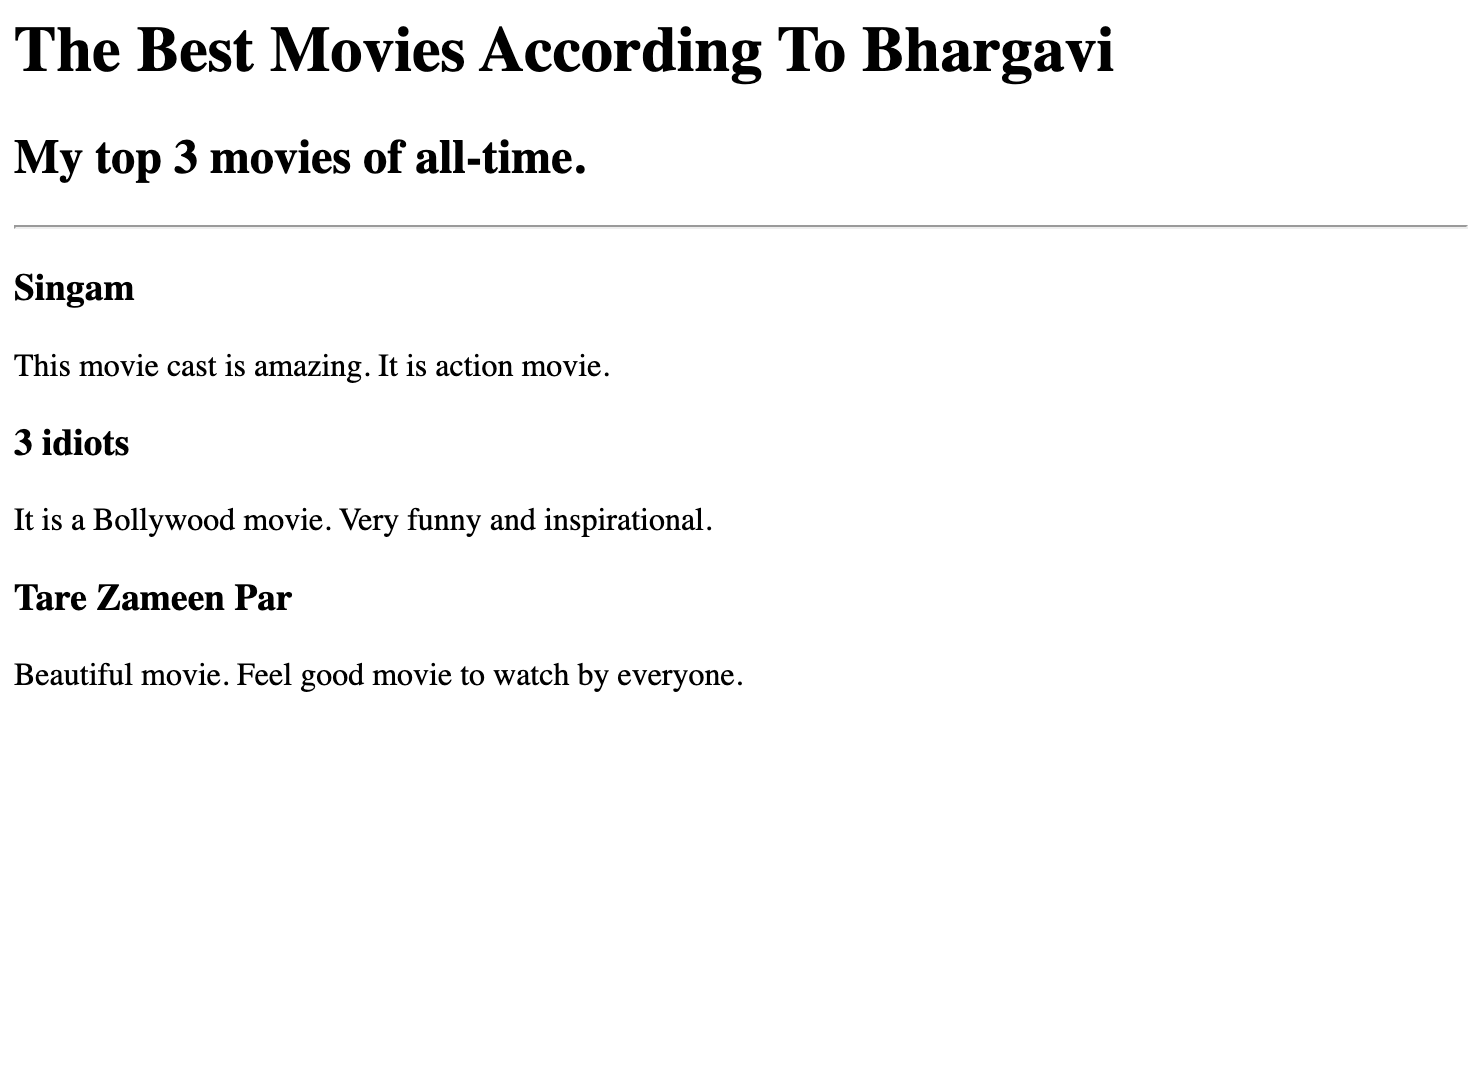 The Best Movies According To Bhargavi
My top 3 movies of all-time.
Singam
This movie cast is amazing. It is action movie.
3 idiots
It is a Bollywood movie. Very funny and inspirational.
Tare Zameen Par
Beautiful movie. Feel good movie to watch by everyone.